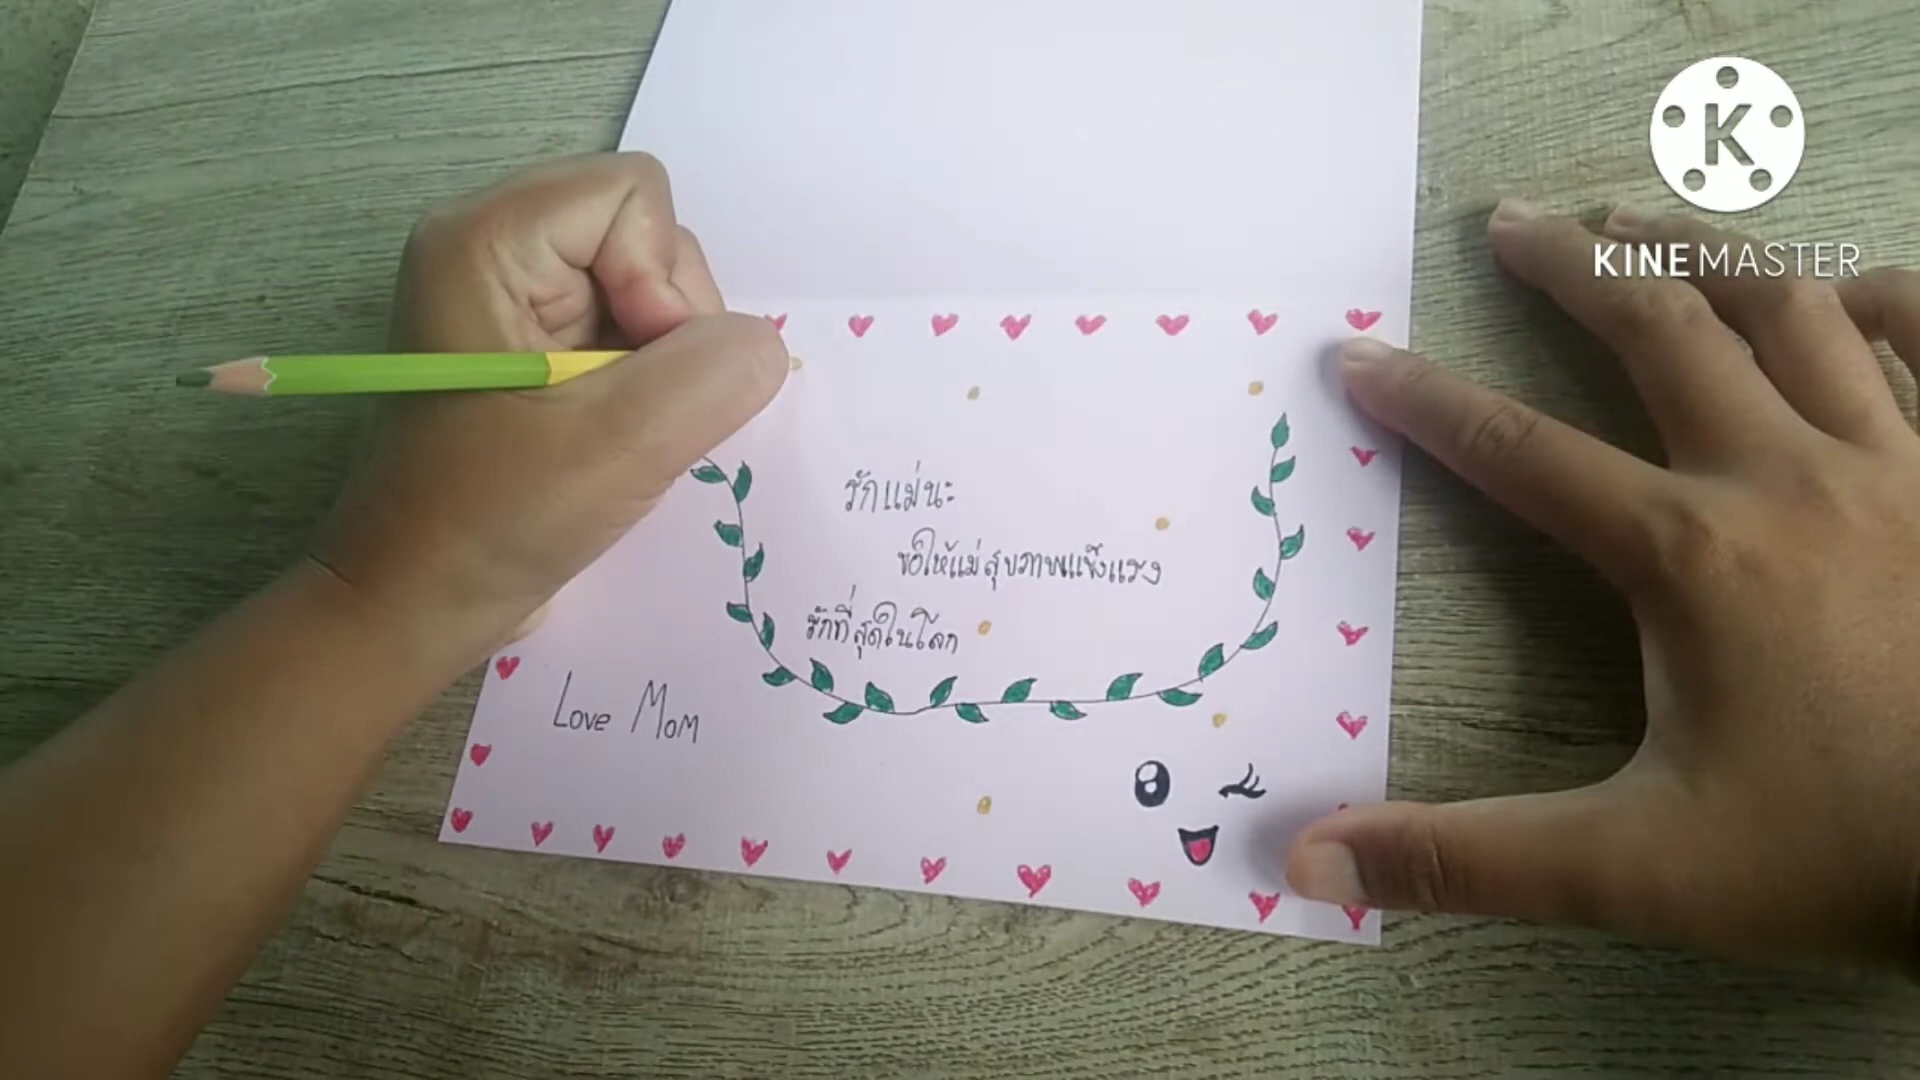 K
KINEMASTER
รักแม่นะ
ขอให้แม่สุขภาพแข็งแรง
รักที่สุดในโลก
Love Mom